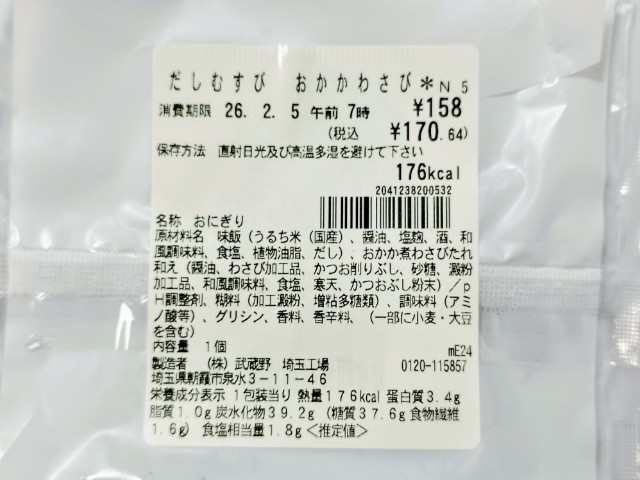 だしむすび　おかかわさび＊N 5
消費期限 26. 2. 5 午前 7時 ¥158
(税込 ¥170.64)
保存方法 直射日光及び高温多湿を避けて下さい
176kcal
2041238200532
名称 おにぎり
原材料名 味飯（うるち米（国産）、醤油、塩麹、酒、和
風調味料、食塩、植物油脂、だし）、おかか煮わさびたれ
和え（醤油、わさび加工品、かつお削りぶし、砂糖、澱粉
加工品、和風調味料、食塩、寒天、かつおぶし粉末）／p
H調整剤、糊料（加工澱粉、増粘多糖類）、調味料（アミ
ノ酸等）、グリシン、香料、香辛料、（一部に小麦・大豆
を含む）
内容量 1個 mE24
製造者 （株）武蔵野 埼玉工場 0120-115857
埼玉県朝霞市泉水3－11－46
栄養成分表示 1包装当り 熱量176kcal 蛋白質3.4g
脂質1.0g 炭水化物39.2g （糖質37.6g 食物繊維
1.6g） 食塩相当量1.8g＜推定値＞